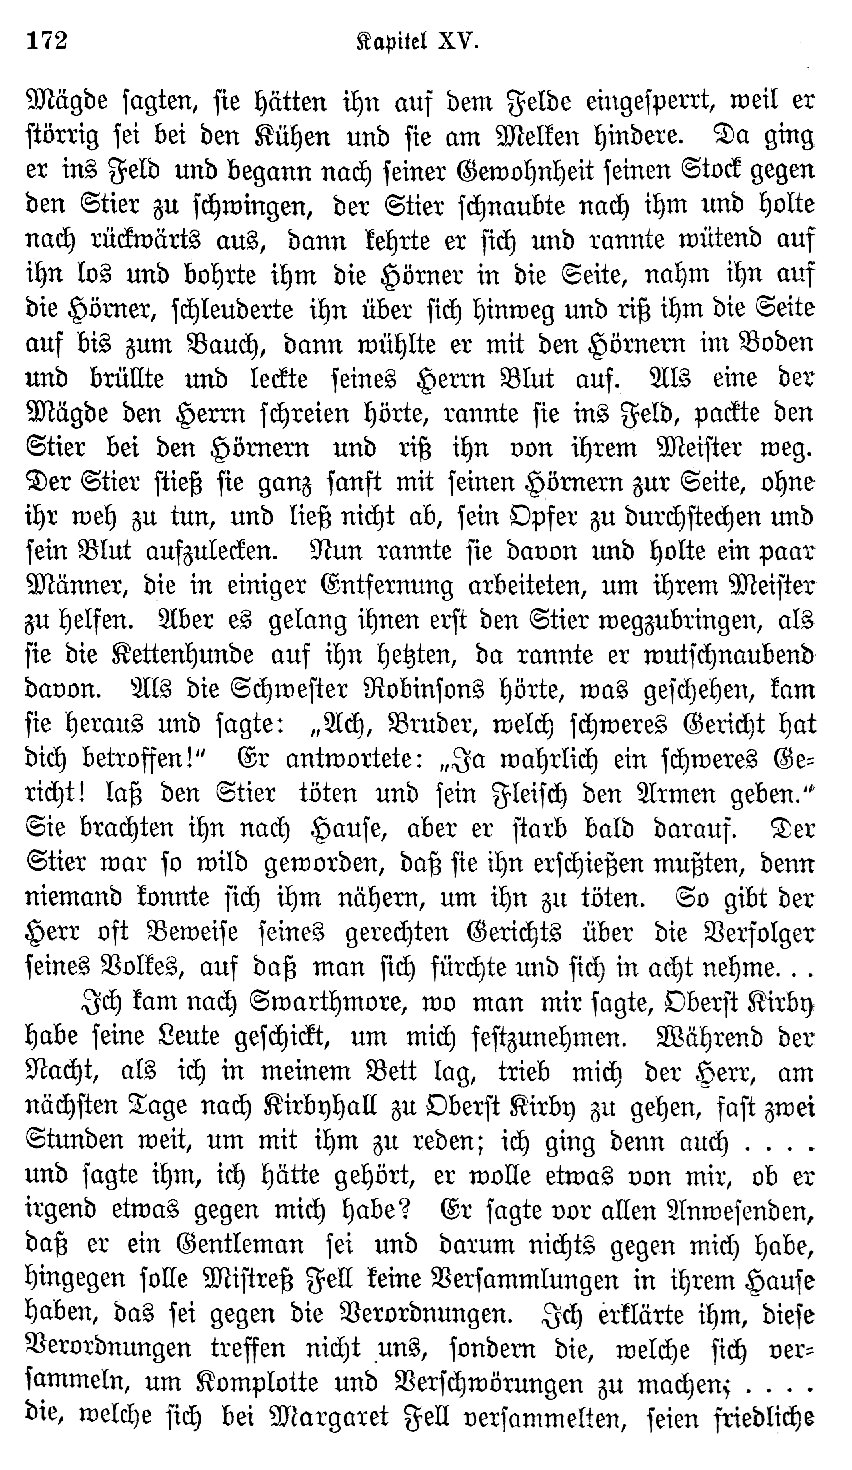 172 Kapitel XV.
Mägde sagten, sie hätten ihn auf dem Felde eingesperrt, weil er
störrig sei bei den Kühen und sie am Melken hindere. Da ging
er ins Feld und begann nach seiner Gewohnheit seinen Stock gegen
den Stier zu schwingen, der Stier schnaubte nach ihm und holte
nach rückwärts aus, dann kehrte er sich und rannte wütend auf
ihn los und bohrte ihm die Hörner in die Seite, nahm ihn auf
die Hörner, schleuderte ihn über sich hinweg und riß ihm die Seite
auf bis zum Bauch, dann wühlte er mit den Hörnern im Boden
und brüllte und leckte seines Herrn Blut auf. Als eine der
Mägde den Herrn schreien hörte, rannte sie ins Feld, packte den
Stier bei den Hörnern und riß ihn von ihrem Meister weg.
Der Stier stieß sie ganz sanft mit seinen Hörnern zur Seite, ohne
ihr weh zu tun, und ließ nicht ab, sein Opfer zu durchstechen und
sein Blut aufzulecken. Nun rannte sie davon und holte ein paar
Männer, die in einiger Entfernung arbeiteten, um ihrem Meister
zu helfen. Aber es gelang ihnen erst den Stier wegzubringen, als
sie die Kettenhunde auf ihn hetzten, da rannte er wutschnaubend
davon. Als die Schwester Robinsons hörte, was geschehen, kam
sie heraus und sagte: „Ach, Bruder, welch schweres Gericht hat
dich betroffen!“ Er antwortete: „Ja wahrlich ein schweres Ge-
richt! laß den Stier töten und sein Fleisch den Armen geben.“
Sie brachten ihn nach Hause, aber er starb bald darauf. Der
Stier war so wild geworden, daß sie ihn erschießen mußten, denn
niemand konnte sich ihm nähern, um ihn zu töten. So gibt der
Herr oft Beweise seines gerechten Gerichts über die Verfolger
seines Volkes, auf daß man sich fürchte und sich in acht nehme. . .
Ich kam nach Swarthmore, wo man mir sagte, Oberst Kirby
habe seine Leute geschickt, um mich festzunehmen. Während der
Nacht, als ich in meinem Bett lag, trieb mich der Herr, am
nächsten Tage nach Kirbyhall zu Oberst Kirby zu gehen, fast zwei
Stunden weit, um mit ihm zu reden; ich ging denn auch . . . .
und sagte ihm, ich hätte gehört, er wolle etwas von mir, ob er
irgend etwas gegen mich habe? Er sagte vor allen Anwesenden,
daß er ein Gentleman sei und darum nichts gegen mich habe,
hingegen solle Mistreß Fell keine Versammlungen in ihrem Hause
haben, das sei gegen die Verordnungen. Ich erklärte ihm, diese
Verordnungen treffen nicht uns, sondern die, welche sich ver-
sammeln, um Komplotte und Verschwörungen zu machen; . . . .
die, welche sich bei Margaret Fell versammelten, seien friedliche